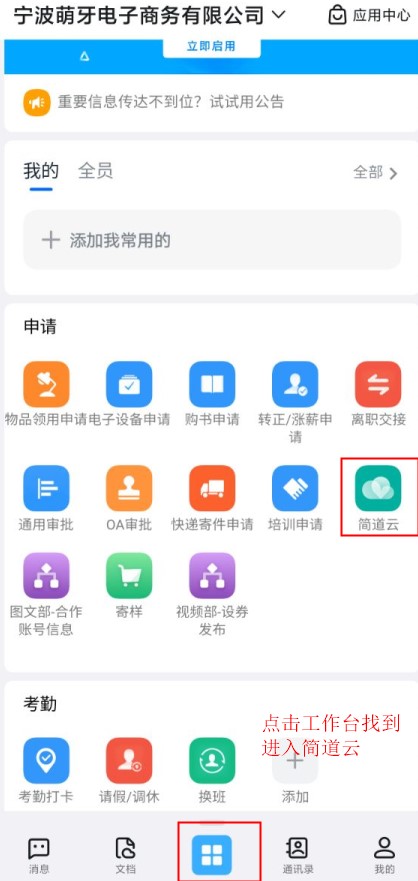 宁波萌牙电子商务有限公司
应用中心
立即启用
重要信息传达不到位？试试用公告
我的 全员 全部
添加我常用的
申请
物品领用申请 电子设备申请 购书申请 转正/涨薪申请 离职交接
通用审批 OA审批 快递寄件申请 培训申请 简道云
图文部-合作账号信息 寄样 视频部-设券发布
考勤
点击工作台找到
进入简道云
考勤打卡 请假/调休 换班 添加
消息 文档 通讯录 我的